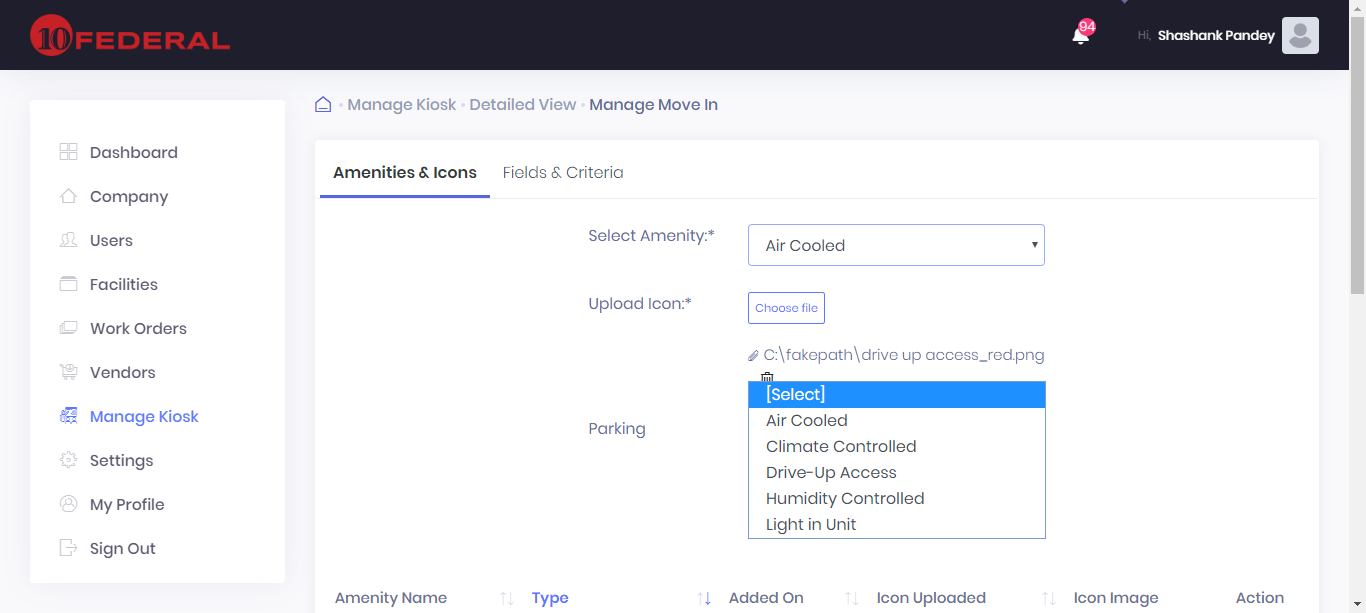 10 FEDERAL
94
Hi, Shashank Pandey
Manage Kiosk • Detailed View • Manage Move In
Dashboard
Company
Users
Facilities
Work Orders
Vendors
Manage Kiosk
Settings
My Profile
Sign Out
Amenities & Icons Fields & Criteria
Select Amenity:* Air Cooled
Upload Icon:* Choose file
C:\fakepath\drive up access_red.png
Parking
[Select]
Air Cooled
Climate Controlled
Drive-Up Access
Humidity Controlled
Light in Unit
Amenity Name Type Added On Icon Uploaded Icon Image Action